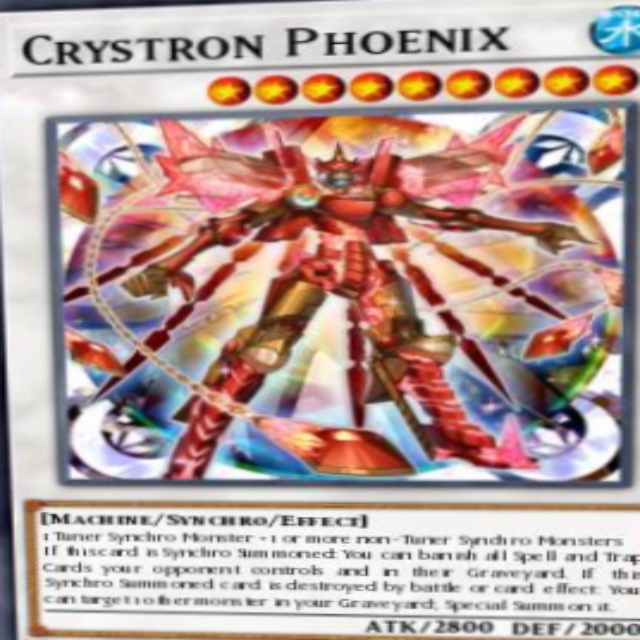 CRYSTRON PHOENIX
水
[MACHINE/SYNCHRO/EFFECT]
1 Tuner Synchro Monster + 1 or more non-Tuner Synchro Monsters
If this card is Synchro Summoned: You can banish all Spell and Trap
Cards your opponent controls and in their Graveyard. If this
Synchro Summoned card is destroyed by battle or card effect: You
can target 1 other monster in your Graveyard; Special Summon it.
ATK/2800 DEF/2000